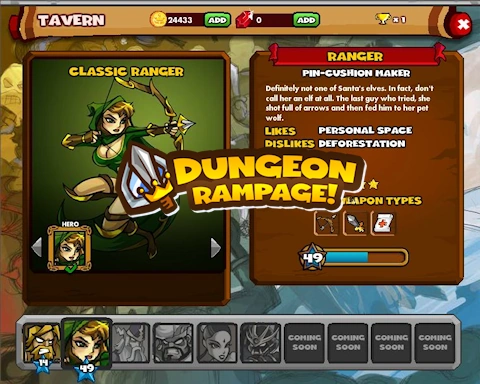 TAVERN
24433 ADD
0 ADD
x 1
CLASSIC RANGER
HERO
RANGER
PIN-CUSHION MAKER
Definitely not one of Santa's elves. In fact, don't
call her an elf at all. The last guy who tried, she
shot full of arrows and then fed him to her pet
wolf.
LIKES PERSONAL SPACE
DISLIKES DEFORESTATION
DUNGEON
RAMPAGE!
TYPES
49
14
49
COMING SOON
COMING SOON
COMING SOON
COMING SOON